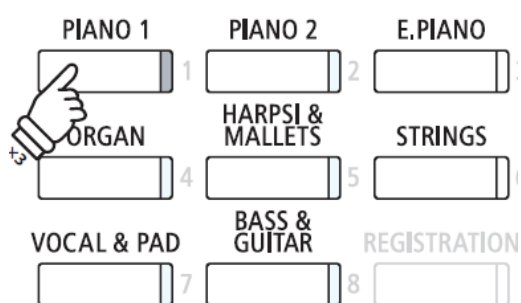 PIANO 1 PIANO 2 E.PIANO
1 2
ORGAN HARPSI & MALLETS STRINGS
×3
4 5
VOCAL & PAD BASS & GUITAR REGISTRATION
7 8